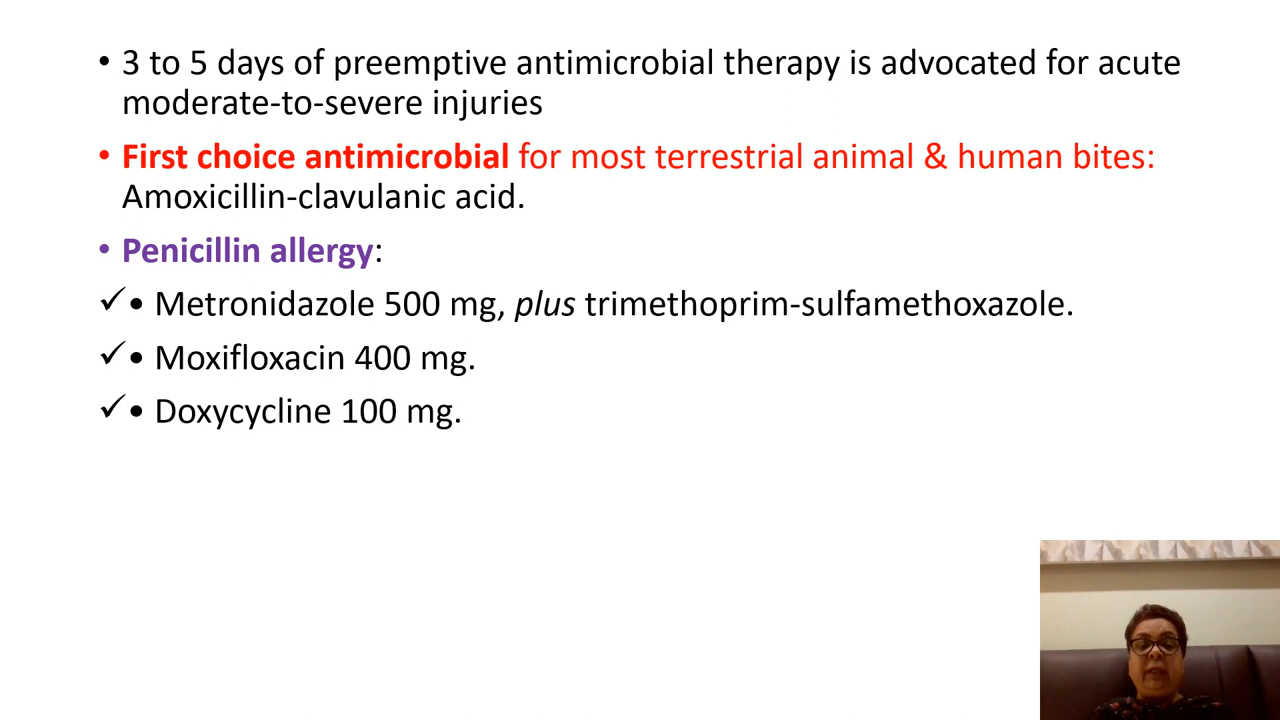 • 3 to 5 days of preemptive antimicrobial therapy is advocated for acute
moderate-to-severe injuries
• First choice antimicrobial for most terrestrial animal & human bites:
Amoxicillin-clavulanic acid.
• Penicillin allergy:
✓• Metronidazole 500 mg, plus trimethoprim-sulfamethoxazole.
✓• Moxifloxacin 400 mg.
✓• Doxycycline 100 mg.